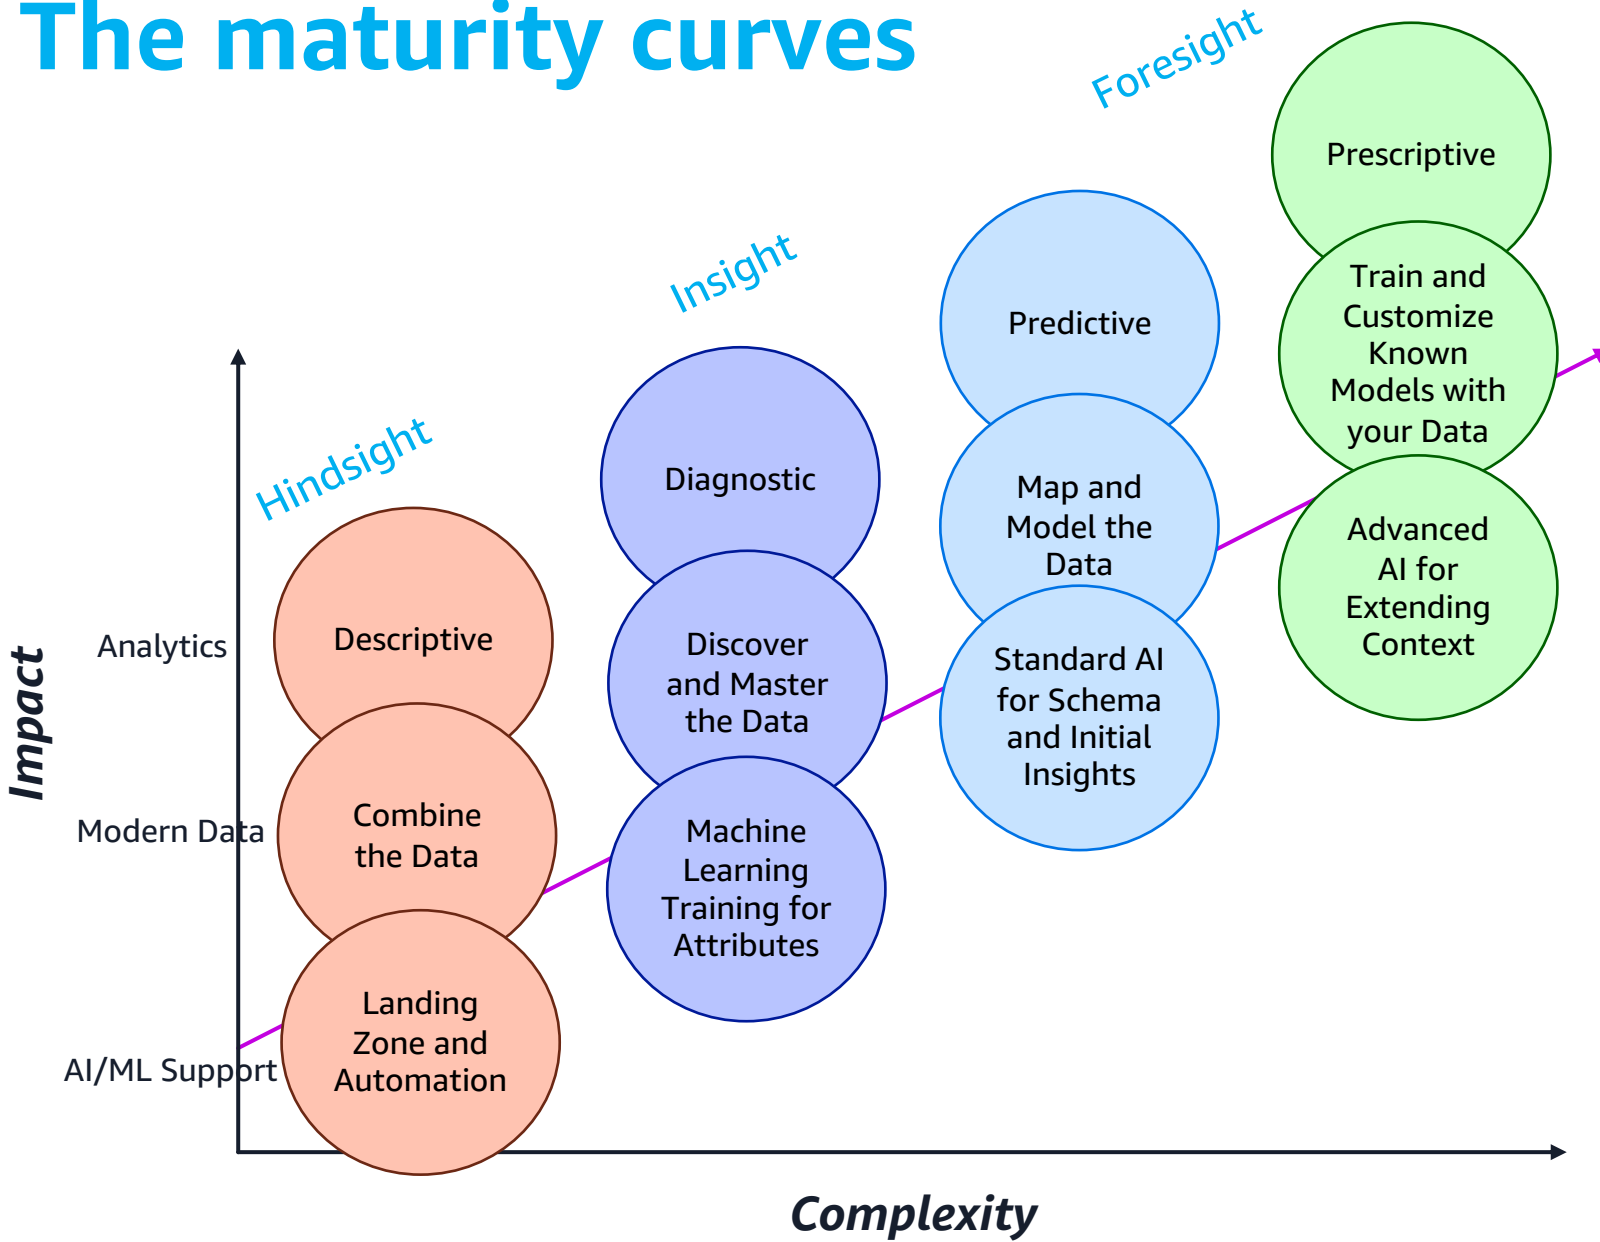 The maturity curves
Foresight
Prescriptive
Train and
Customize
Known
Models with
your Data
Advanced
AI for
Extending
Context
Insight
Predictive
Map and
Model the
Data
Standard AI
for Schema
and Initial
Insights
Diagnostic
Discover
and Master
the Data
Machine
Learning
Training for
Attributes
Hindsight
Descriptive
Combine
the Data
Landing
Zone and
Automation
Analytics
Modern Data
AI/ML Support
Impact
Complexity